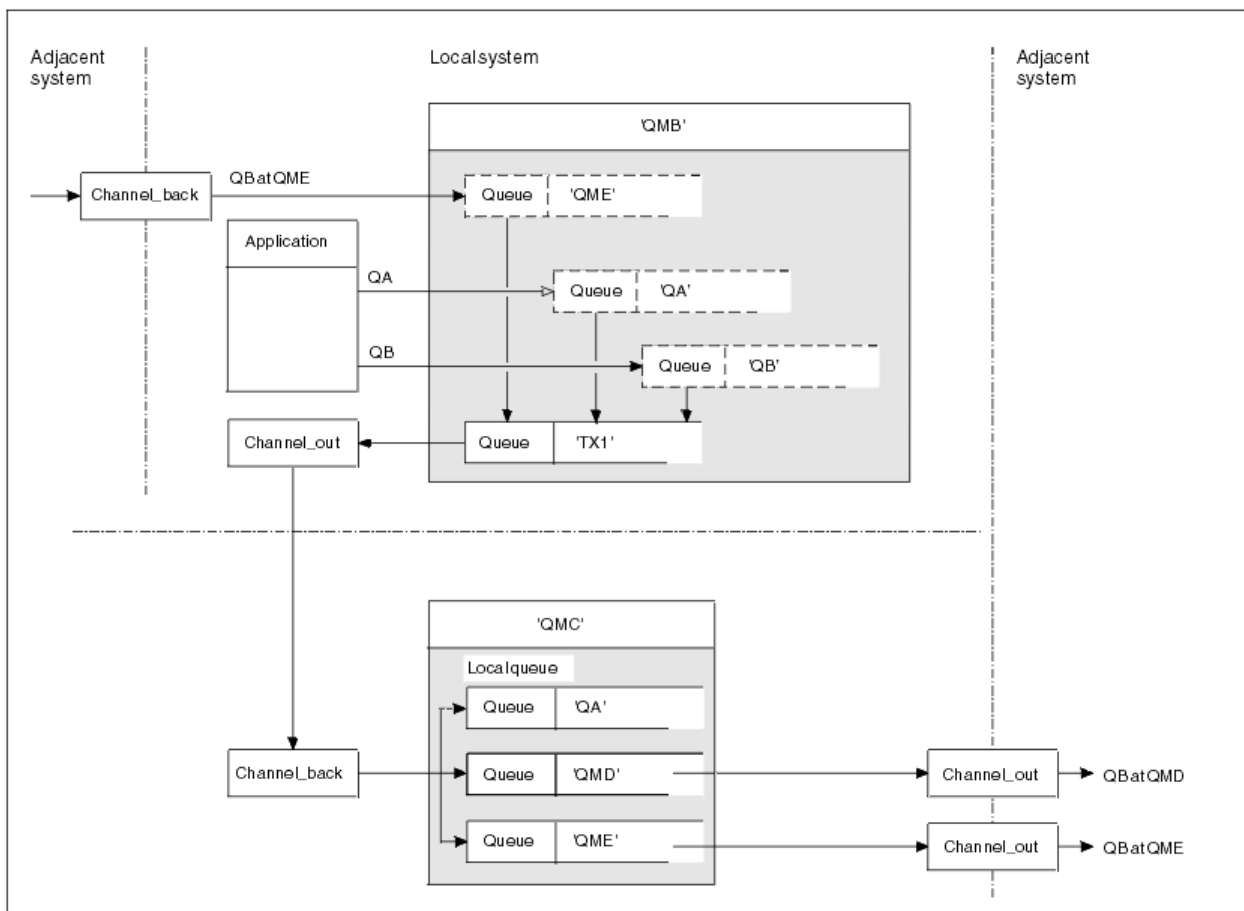 Adjacent
system
Localsystem
Adjacent
system
'QMB'
Channel_back
QBatQME
Queue
'QME'
Application
QA
Queue
'QA'
QB
Queue
'QB'
Channel_out
Queue
'TX1'
'QMC'
Localqueue
Queue
'QA'
Channel_back
Queue
'QMD'
Channel_out
QBatQMD
Queue
'QME'
Channel_out
QBatQME